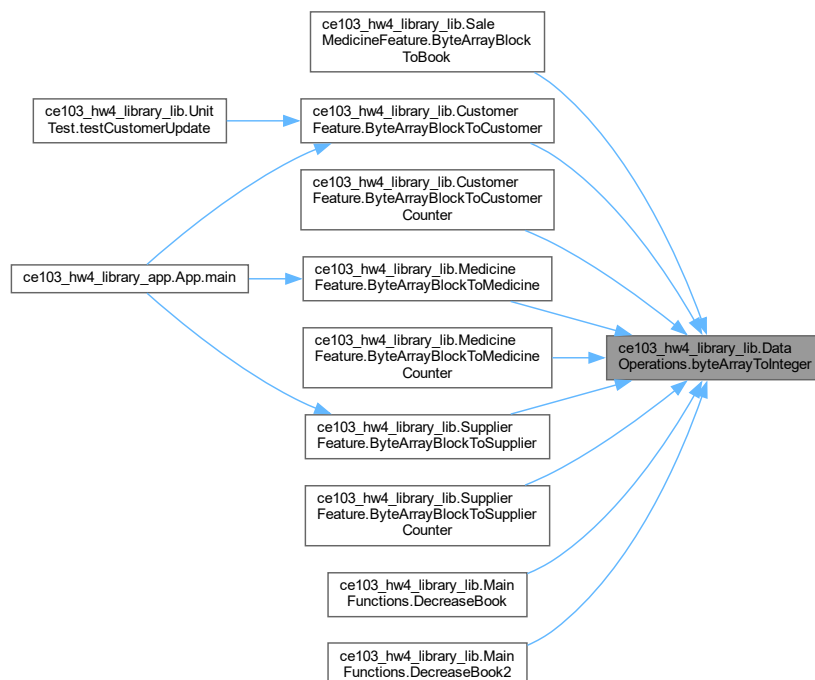 ce103_hw4_library_lib.Sale
MedicineFeature.ByteArrayBlock
ToBook
ce103_hw4_library_lib.Unit
Test.testCustomerUpdate
ce103_hw4_library_lib.Customer
Feature.ByteArrayBlockToCustomer
ce103_hw4_library_lib.Customer
Feature.ByteArrayBlockToCustomer
Counter
ce103_hw4_library_app.App.main
ce103_hw4_library_lib.Medicine
Feature.ByteArrayBlockToMedicine
ce103_hw4_library_lib.Medicine
Feature.ByteArrayBlockToMedicine
Counter
ce103_hw4_library_lib.Data
Operations.byteArrayToInteger
ce103_hw4_library_lib.Supplier
Feature.ByteArrayBlockToSupplier
ce103_hw4_library_lib.Supplier
Feature.ByteArrayBlockToSupplier
Counter
ce103_hw4_library_lib.Main
Functions.DecreaseBook
ce103_hw4_library_lib.Main
Functions.DecreaseBook2